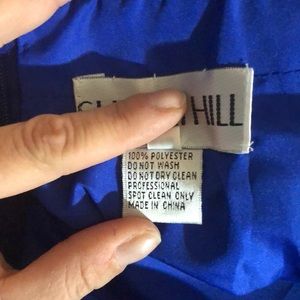 HILL
100% POLYESTER
DO NOT WASH
DO NOT DRY CLEAN
PROFESSIONAL
SPOT CLEAN ONLY
MADE IN CHINA